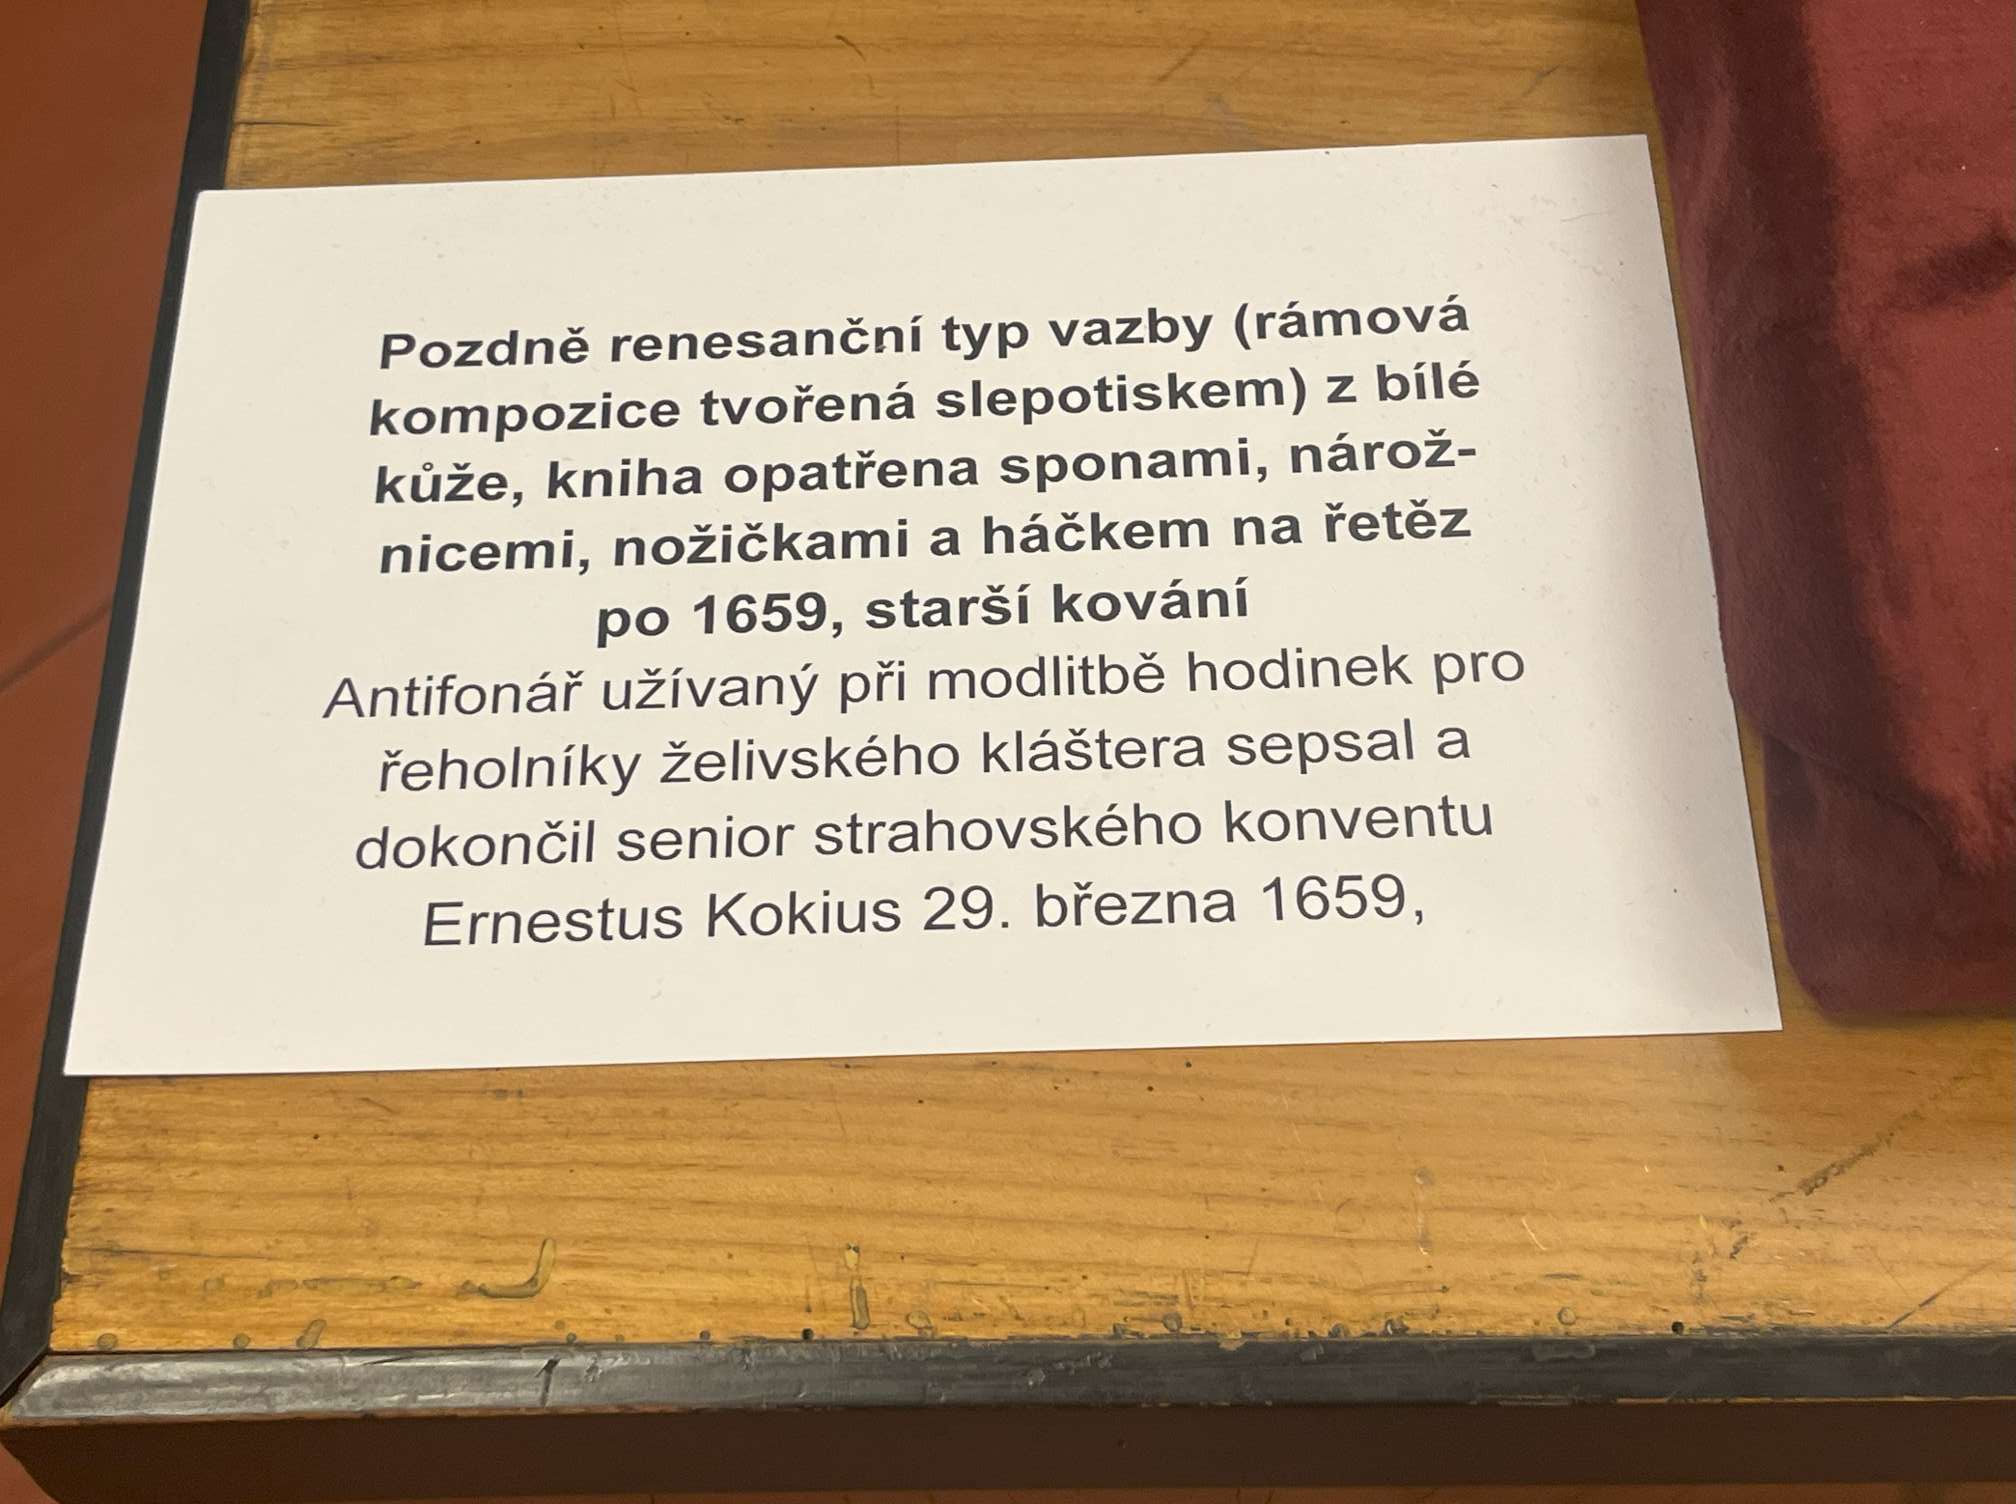 Pozdně renesanční typ vazby (rámová
kompozice tvořená slepotiskem) z bílé
kůže, kniha opatřena sponami, nárož-
nicemi, nožičkami a háčkem na řetěz
po 1659, starší kování
Antifonář užívaný při modlitbě hodinek pro
řeholníky želivského kláštera sepsal a
dokončil senior strahovského konventu
Ernestus Kokius 29. března 1659,